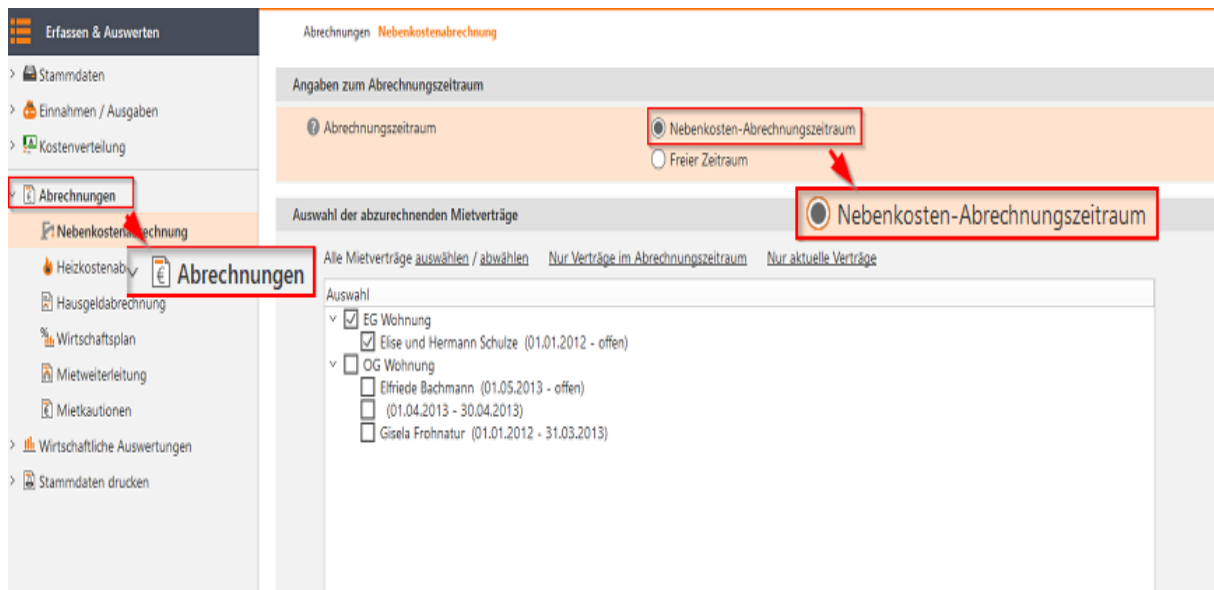 Erfassen & Auswerten
Stammdaten
Einnahmen / Ausgaben
Kostenverteilung
Abrechnungen
Nebenkostenabrechnung
Heizkostenab
Abrechnungen
Hausgeldabrechnung
Wirtschaftsplan
Mietweiterleitung
Mietkautionen
Wirtschaftliche Auswertungen
Stammdaten drucken
Abrechnungen Nebenkostenabrechnung
Angaben zum Abrechnungszeitraum
Abrechnungszeitraum
Nebenkosten-Abrechnungszeitraum
Freier Zeitraum
Nebenkosten-Abrechnungszeitraum
Auswahl der abzurechnenden Mietverträge
Alle Mietverträge auswählen / abwählen Nur Verträge im Abrechnungszeitraum Nur aktuelle Verträge
Auswahl
EG Wohnung
Elise und Hermann Schulze (01.01.2012 - offen)
OG Wohnung
Elfriede Bachmann (01.05.2013 - offen)
(01.04.2013 - 30.04.2013)
Gisela Frohnatur (01.01.2012 - 31.03.2013)